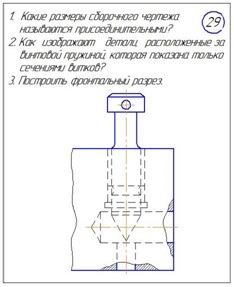 1. Какие размеры сборочного чертежа
называются присоединительными?
29
2. Как изображают детали, расположенные за
винтовой пружиной, которая показана только
сечениями витков?
3. Построить фронтальный разрез.